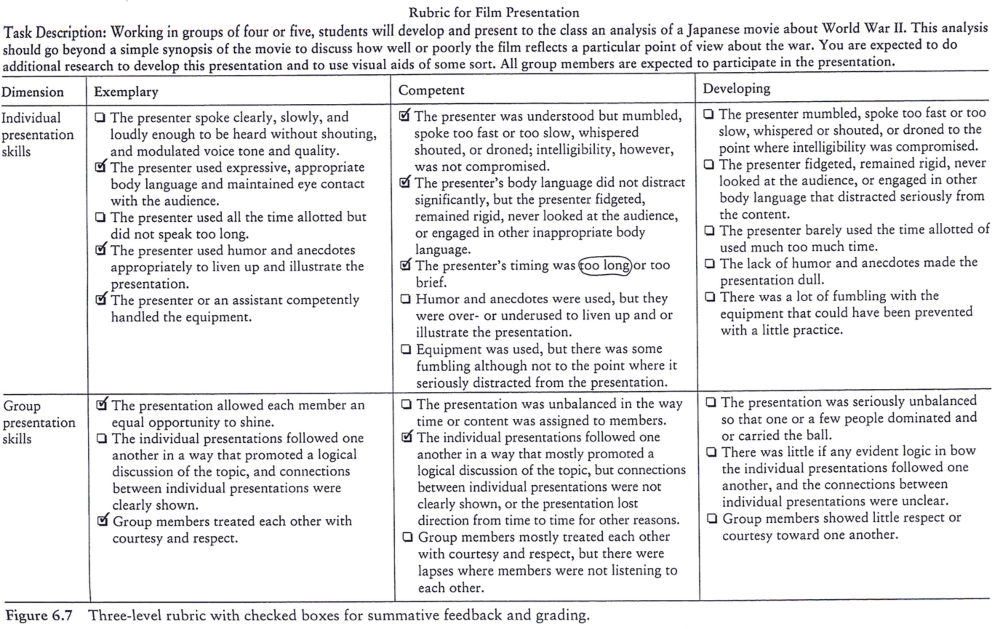 Rubric for Film Presentation
Task Description: Working in groups of four or five, students will develop and present to the class an analysis of a Japanese movie about World War II. This analysis
should go beyond a simple synopsis of the movie to discuss how well or poorly the film reflects a particular point of view about the war. You are expected to do
additional research to develop this presentation and to use visual aids of some sort. All group members are expected to participate in the presentation.
Dimension
Exemplary
Competent
Developing
Individual
presentation
skills
The presenter spoke clearly, slowly, and
loudly enough to be heard without shouting,
and modulated voice tone and quality.
The presenter used expressive, appropriate
body language and maintained eye contact
with the audience.
The presenter used all the time allotted but
did not speak too long.
The presenter used humor and anecdotes
appropriately to liven up and illustrate the
presentation.
The presenter or an assistant competently
handled the equipment.
The presenter was understood but mumbled,
spoke too fast or too slow, whispered
shouted, or droned; intelligibility, however,
was not compromised.
The presenter's body language did not distract
significantly, but the presenter fidgeted,
remained rigid, never looked at the audience,
or engaged in other inappropriate body
language.
The presenter's timing was too long or too
brief.
Humor and anecdotes were used, but they
were over- or underused to liven up and or
illustrate the presentation.
Equipment was used, but there was some
fumbling although not to the point where it
seriously distracted from the presentation.
The presenter mumbled, spoke too fast or too
slow, whispered or shouted, or droned to the
point where intelligibility was compromised.
The presenter fidgeted, remained rigid, never
looked at the audience, or engaged in other
body language that distracted seriously from
the content.
The presenter barely used the time allotted of
used much too much time.
The lack of humor and anecdotes made the
presentation dull.
There was a lot of fumbling with the
equipment that could have been prevented
with a little practice.
Group
presentation
skills
The presentation allowed each member an
equal opportunity to shine.
The individual presentations followed one
another in a way that promoted a logical
discussion of the topic, and connections
between individual presentations were
clearly shown.
Group members treated each other with
courtesy and respect.
The presentation was unbalanced in the way
time or content was assigned to members.
The individual presentations followed one
another in a way that mostly promoted a
logical discussion of the topic, but connections
between individual presentations were not
clearly shown, or the presentation lost
direction from time to time for other reasons.
Group members mostly treated each other
with courtesy and respect, but there were
lapses where members were not listening to
each other.
The presentation was seriously unbalanced
so that one or a few people dominated and
or carried the ball.
There was little if any evident logic in bow
the individual presentations followed one
another, and the connections between
individual presentations were unclear.
Group members showed little respect or
courtesy toward one another.
Figure 6.7 Three-level rubric with checked boxes for summative feedback and grading.